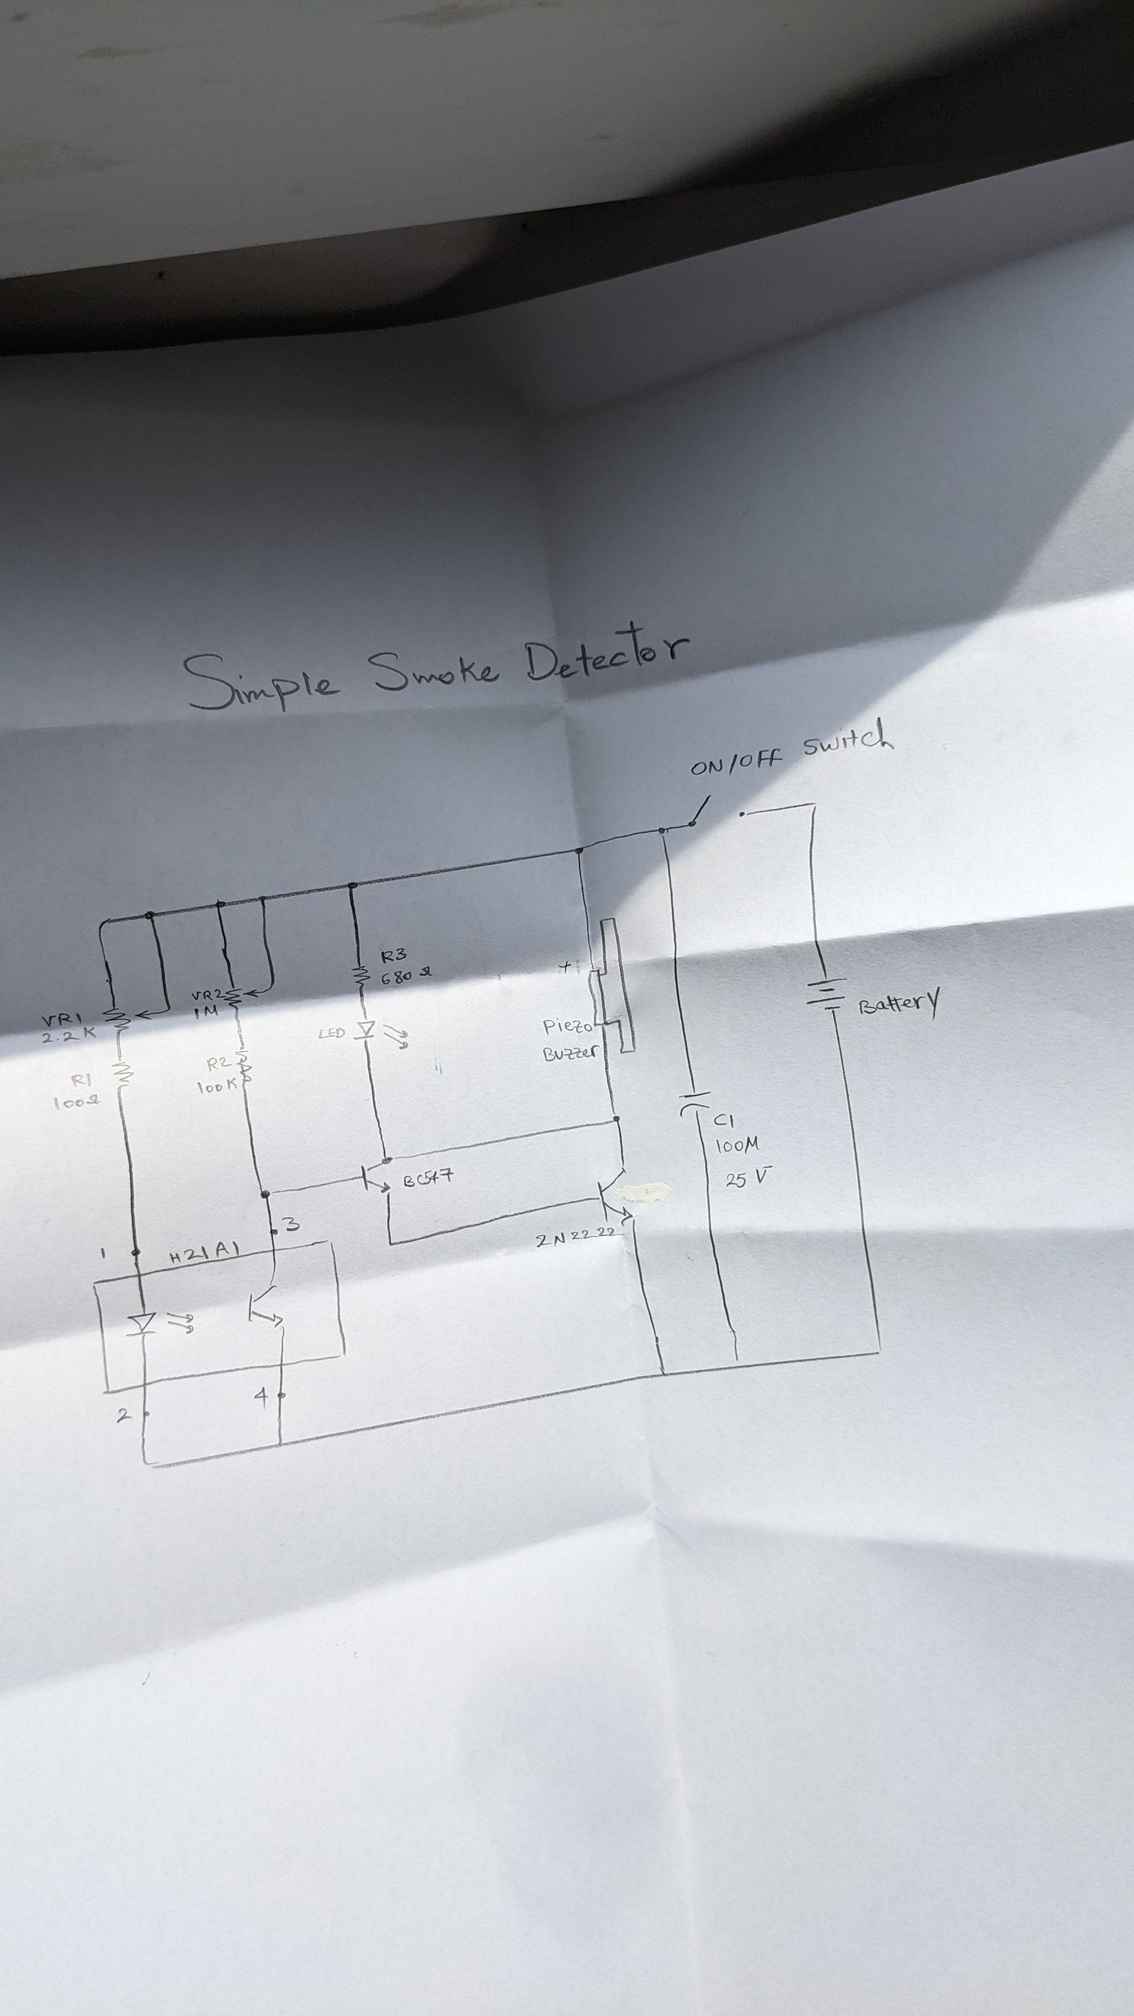 Simple Smoke Detector
ON/OFF Switch
VR1
2.2K
R1
100Ω
VR2
1M
R2
100K
R3
680Ω
LED
+
Piezo
Buzzer
Battery
C1
100M
25 V
BC547
2N2222
1
H21A1
3
2
4